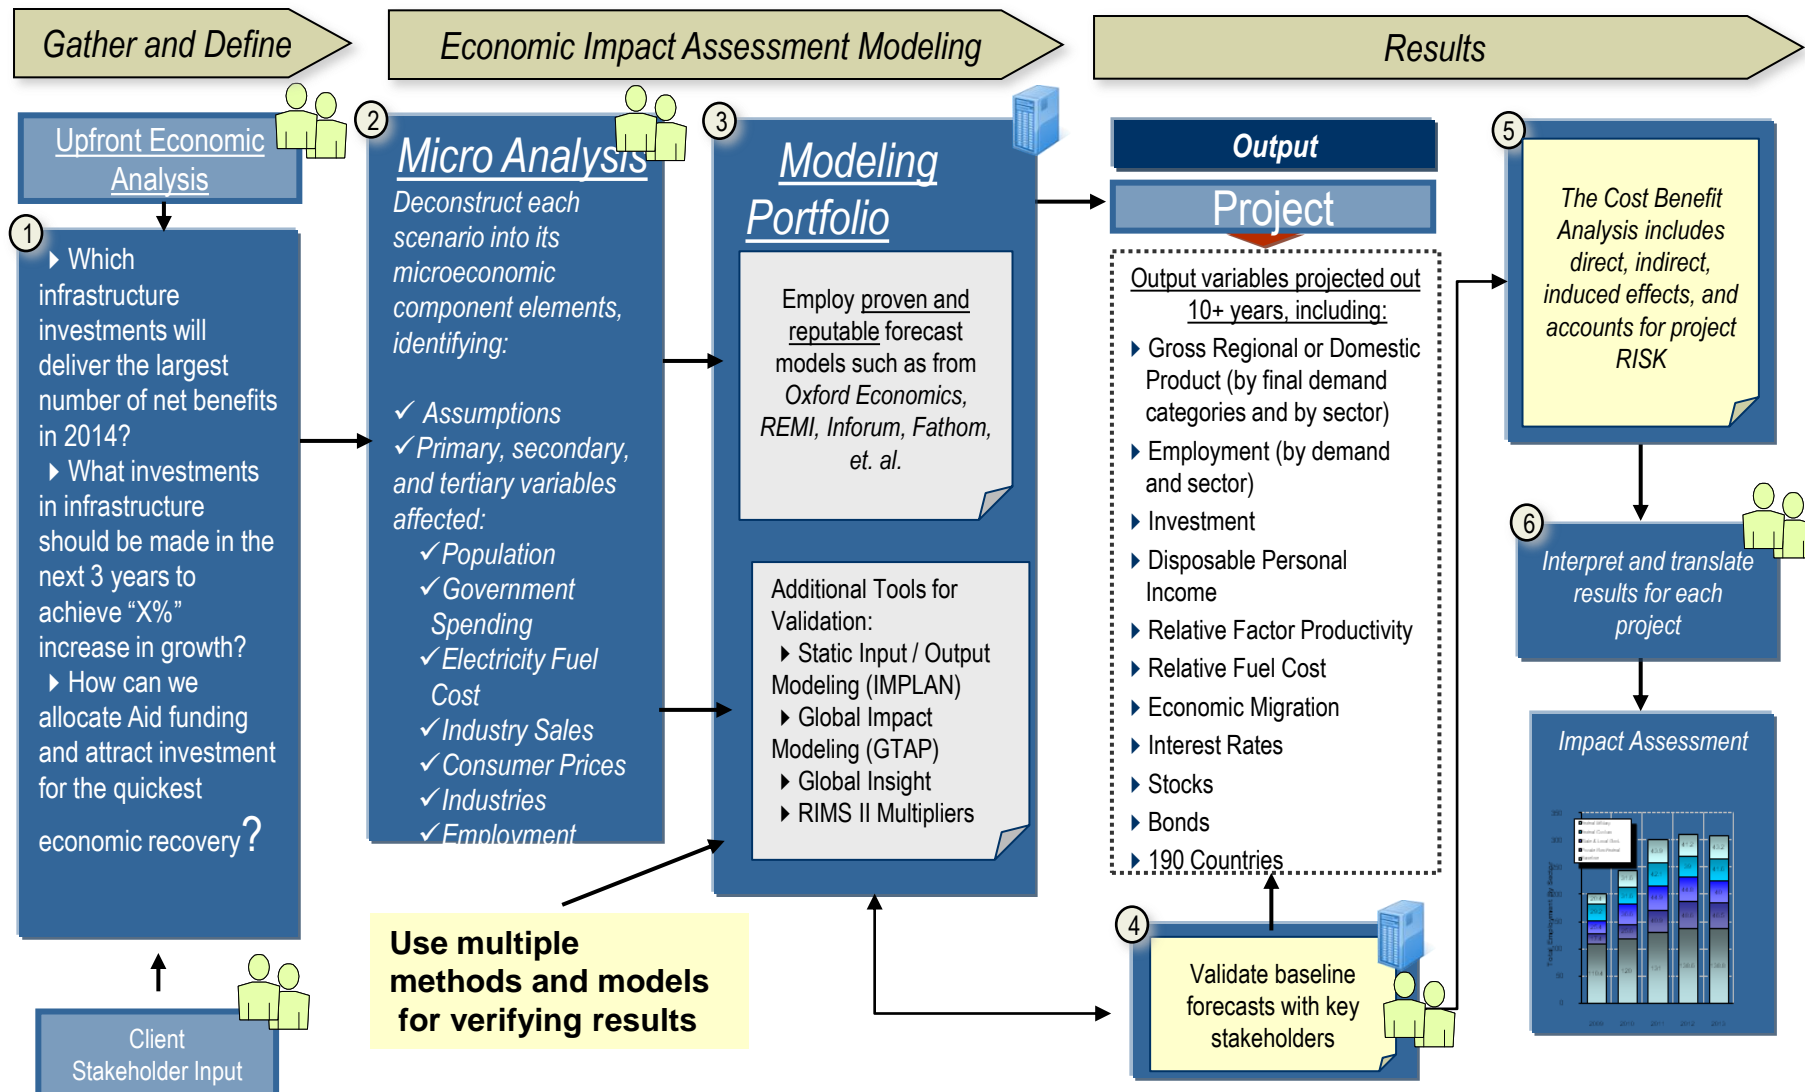 Gather and Define
Economic Impact Assessment Modeling
Results
Upfront Economic
Analysis
1
▸ Which
infrastructure
investments will
deliver the largest
number of net benefits
in 2014?
▸ What investments
in infrastructure
should be made in the
next 3 years to
achieve “X%”
increase in growth?
▸ How can we
allocate Aid funding
and attract investment
for the quickest
economic recovery?
Client
Stakeholder Input
2
Micro Analysis
Deconstruct each
scenario into its
microeconomic
component elements,
identifying:
✓ Assumptions
✓ Primary, secondary,
and tertiary variables
affected:
✓ Population
✓ Government
Spending
✓ Electricity Fuel
Cost
✓ Industry Sales
✓ Consumer Prices
✓ Industries
✓ Employment
Use multiple
methods and models
for verifying results
3
Modeling
Portfolio
Employ proven and
reputable forecast
models such as from
Oxford Economics,
REMI, Inforum, Fathom,
et. al.
Additional Tools for
Validation:
▸ Static Input / Output
Modeling (IMPLAN)
▸ Global Impact
Modeling (GTAP)
▸ Global Insight
▸ RIMS II Multipliers
Output
Project
Output variables projected out
10+ years, including:
▸ Gross Regional or Domestic
Product (by final demand
categories and by sector)
▸ Employment (by demand
and sector)
▸ Investment
▸ Disposable Personal
Income
▸ Relative Factor Productivity
▸ Relative Fuel Cost
▸ Economic Migration
▸ Interest Rates
▸ Stocks
▸ Bonds
▸ 190 Countries
4
Validate baseline
forecasts with key
stakeholders
5
The Cost Benefit
Analysis includes
direct, indirect,
induced effects, and
accounts for project
RISK
6
Interpret and translate
results for each
project
Impact Assessment
Total Employment By Sector